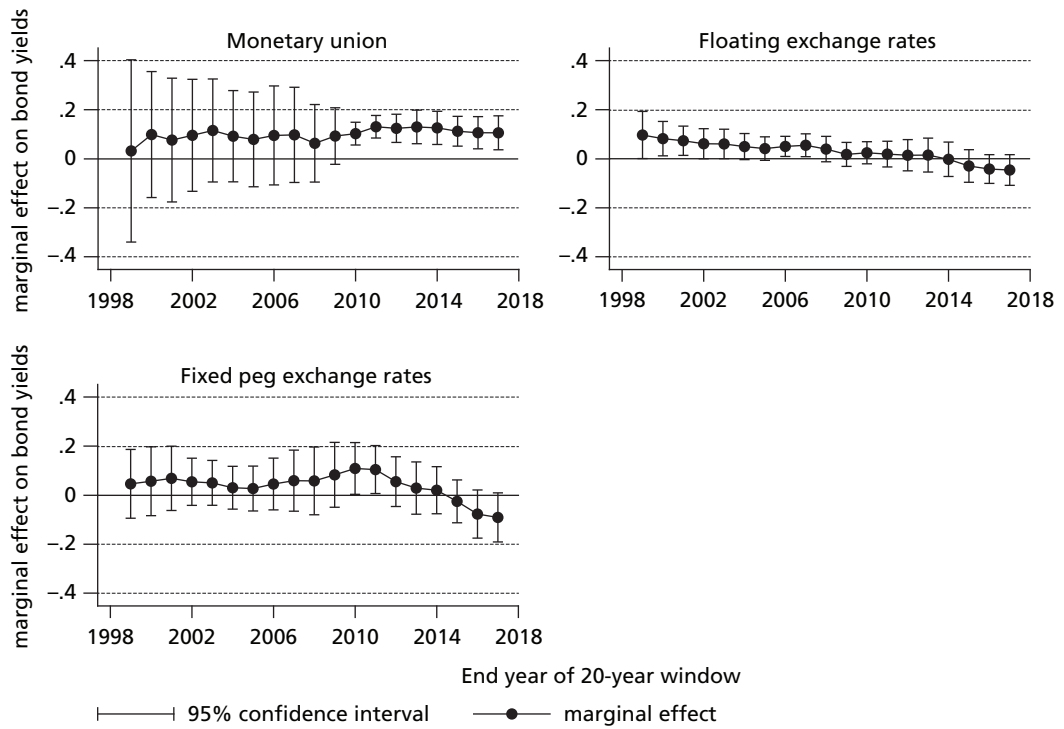 Monetary union
marginal effect on bond yields
.4
.2
0
–.2
–.4
1998 2002 2006 2010 2014 2018
Floating exchange rates
.4
.2
0
–.2
–.4
1998 2002 2006 2010 2014 2018
Fixed peg exchange rates
marginal effect on bond yields
.4
.2
0
–.2
–.4
1998 2002 2006 2010 2014 2018
End year of 20-year window
95% confidence interval marginal effect